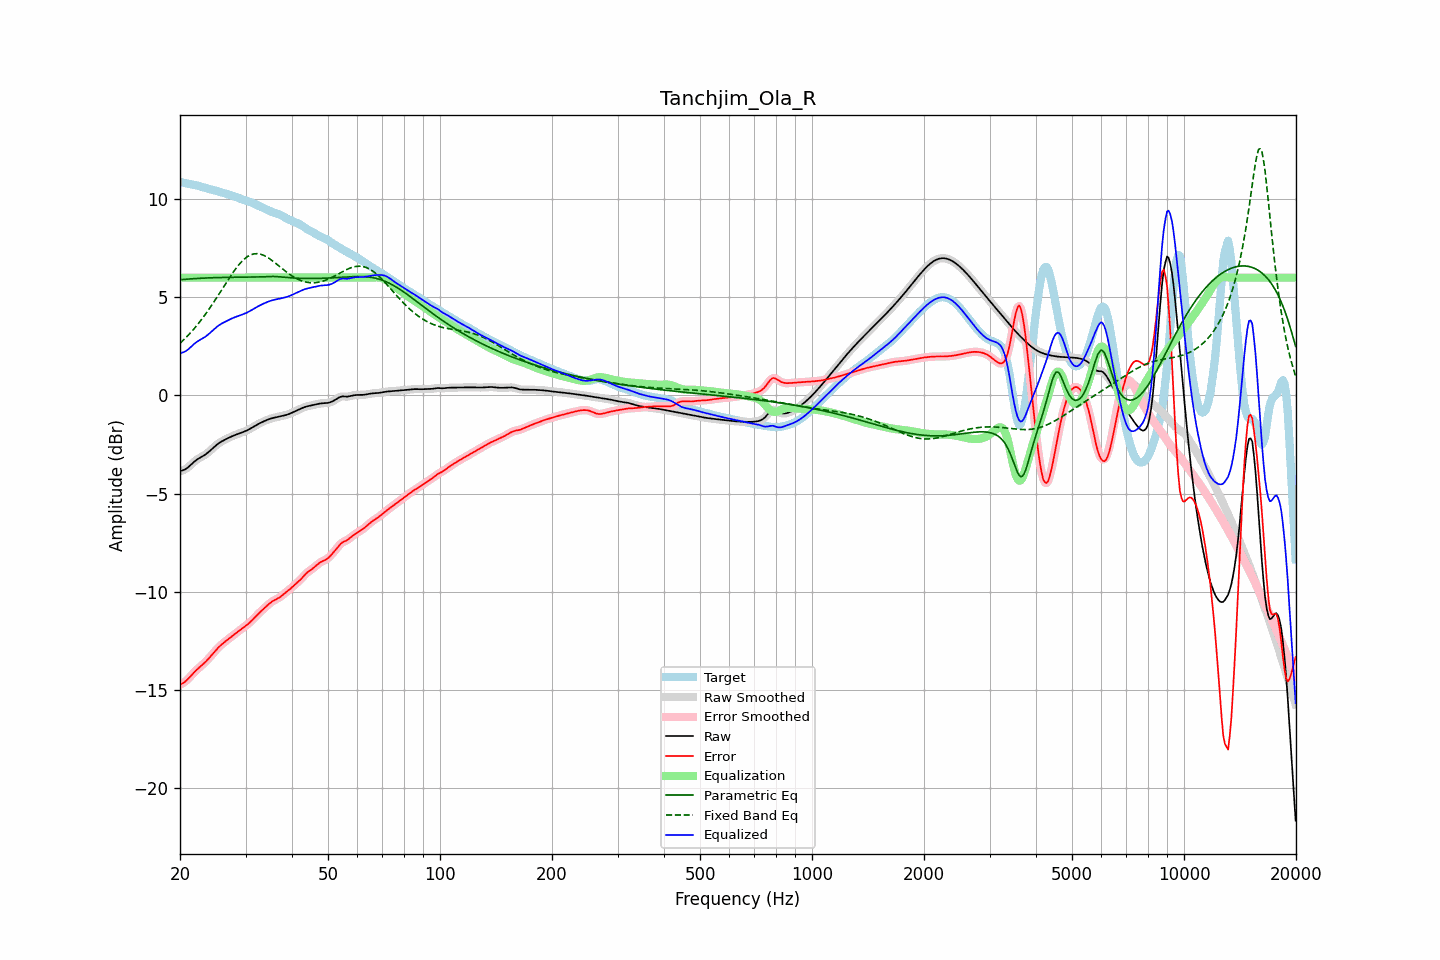 Tanchjim_Ola_R
Amplitude (dBr)
10
5
0
−5
−10
−15
−20
Target
Raw Smoothed
Error Smoothed
Raw
Error
Equalization
Parametric Eq
Fixed Band Eq
Equalized
20
50
100
200
500
1000
2000
5000
10000
20000
Frequency (Hz)